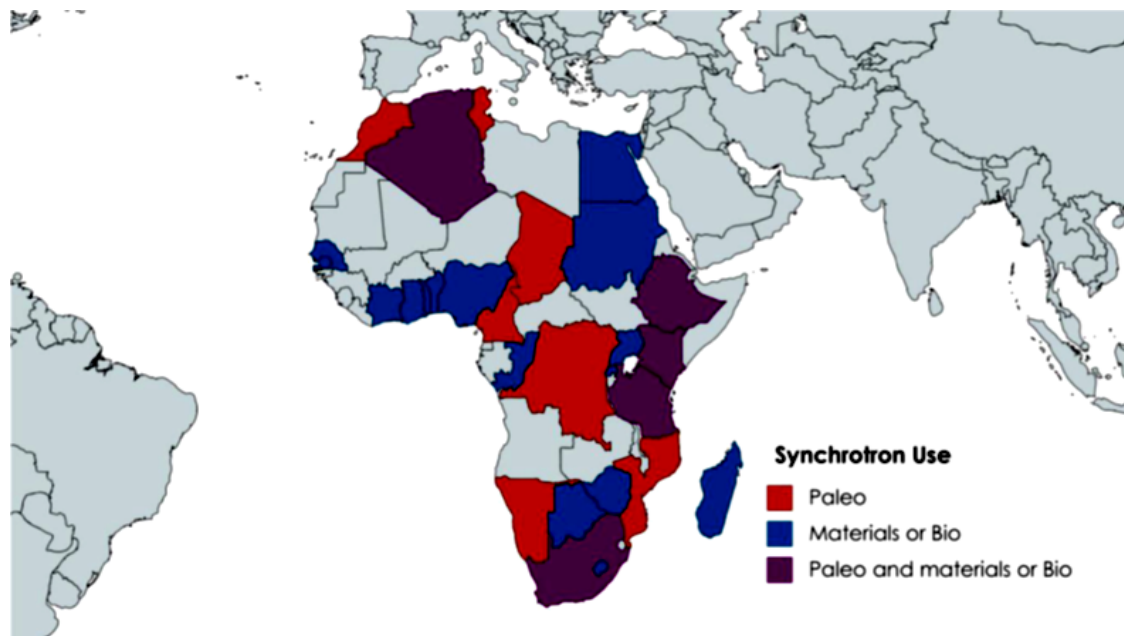 Synchrotron Use
Paleo
Materials or Bio
Paleo and materials or Bio